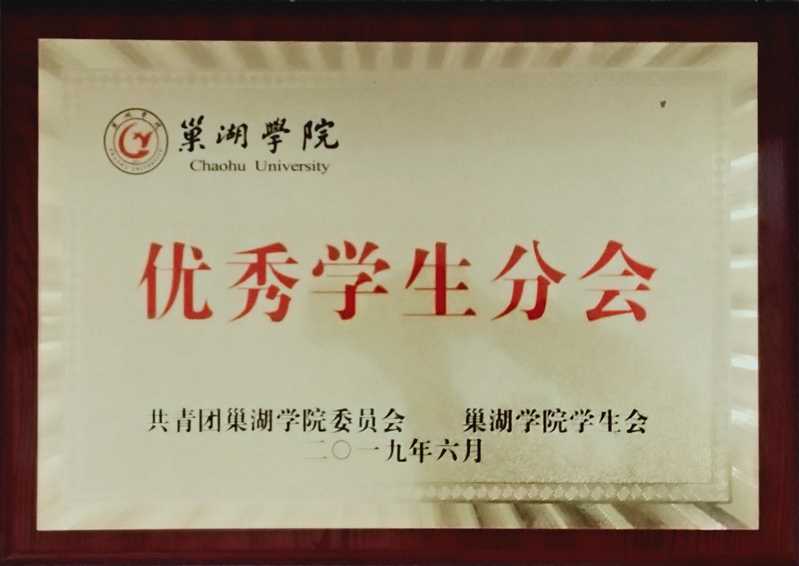 巢湖學院
Chaohu University
优秀学生分会
共青团巢湖学院委员会 巢湖学院学生会
二〇一九年六月